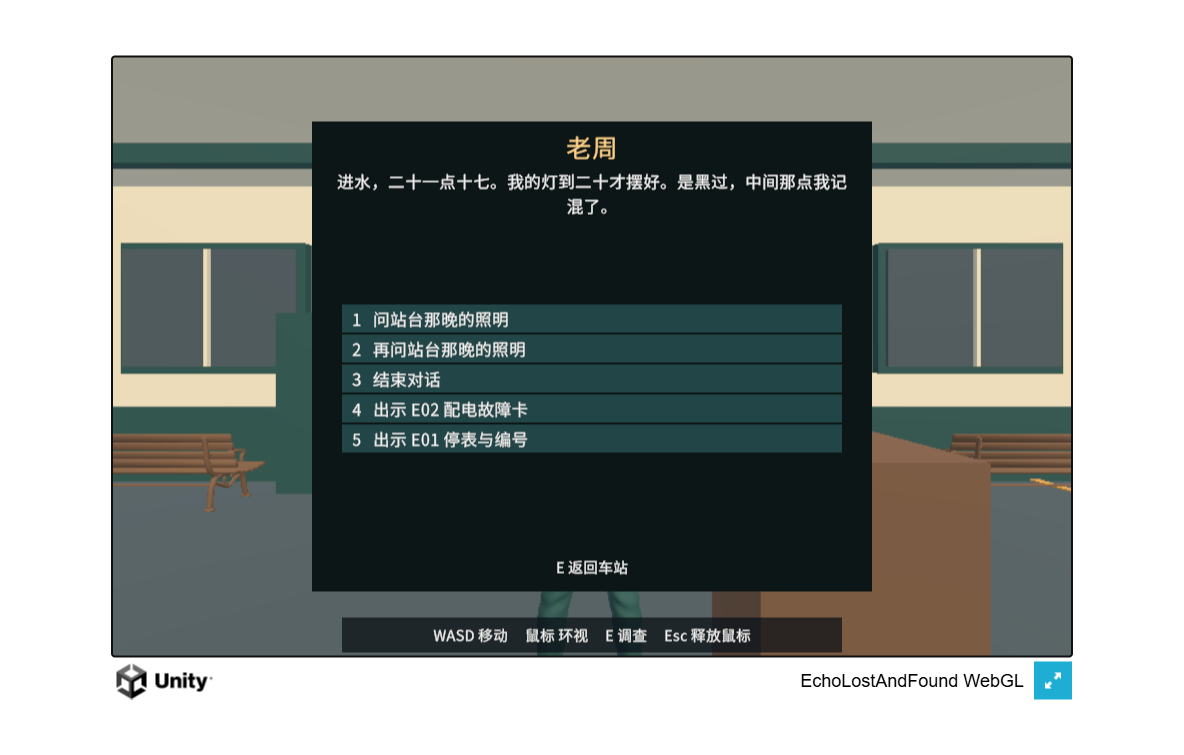 老周
进水，二十一点十七。我的灯到二十才摆好。是黑过，中间那点我记
混了。
1 问站台那晚的照明
2 再问站台那晚的照明
3 结束对话
4 出示 E02 配电故障卡
5 出示 E01 停表与编号
E 返回车站
WASD 移动 鼠标 环视 E 调查 Esc 释放鼠标
Unity
EchoLostAndFound WebGL